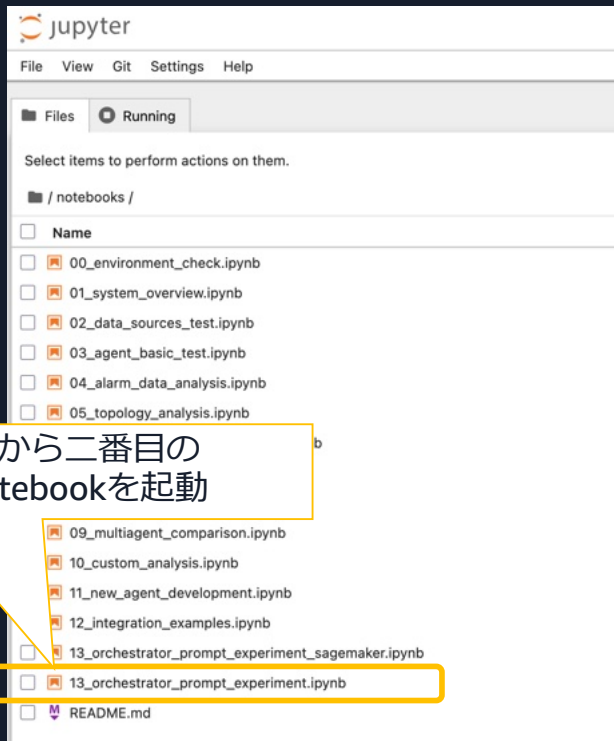 jupyter
File View Git Settings Help
Files Running
Select items to perform actions on them.
/ notebooks /
Name
00_environment_check.ipynb
01_system_overview.ipynb
02_data_sources_test.ipynb
03_agent_basic_test.ipynb
04_alarm_data_analysis.ipynb
05_topology_analysis.ipynb
から二番目の
tebookを起動
b
09_multiagent_comparison.ipynb
10_custom_analysis.ipynb
11_new_agent_development.ipynb
12_integration_examples.ipynb
13_orchestrator_prompt_experiment_sagemaker.ipynb
13_orchestrator_prompt_experiment.ipynb
README.md